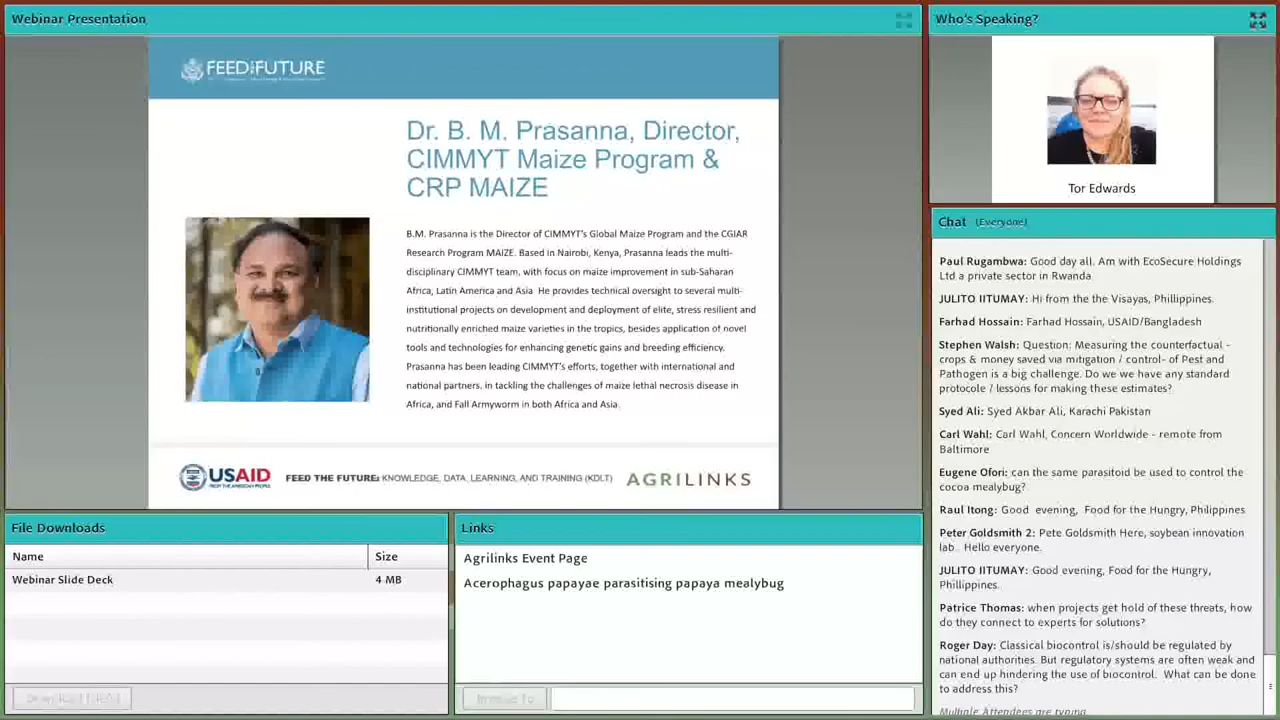 Webinar Presentation
FEED THE FUTURE
Dr. B. M. Prasanna, Director,
CIMMYT Maize Program &
CRP MAIZE
B.M. Prasanna is the Director of CIMMYT's Global Maize Program and the CGIAR
Research Program MAIZE. Based in Nairobi, Kenya, Prasanna leads the multi-
disciplinary CIMMYT team, with focus on maize improvement in sub-Saharan
Africa, Latin America and Asia. He provides technical oversight to several multi-
institutional projects on development and deployment of elite, stress resilient and
nutritionally enriched maize varieties in the tropics, besides application of novel
tools and technologies for enhancing genetic gains and breeding efficiency.
Prasanna has been leading CIMMYT's efforts, together with international and
national partners, in tackling the challenges of maize lethal necrosis disease in
Africa, and Fall Armyworm in both Africa and Asia.
USAID
FROM THE AMERICAN PEOPLE
FEED THE FUTURE: KNOWLEDGE, DATA, LEARNING, AND TRAINING (KDLT)
AGRILINKS
Who's Speaking?
Tor Edwards
Chat (Everyone)
Paul Rugambwa: Good day all. Am with EcoSecure Holdings
Ltd a private sector in Rwanda.
JULITO IITUMAY: Hi from the the Visayas, Phillippines.
Farhad Hossain: Farhad Hossain, USAID/Bangladesh
Stephen Walsh: Question: Measuring the counterfactual -
crops & money saved via mitigation / control- of Pest and
Pathogen is a big challenge. Do we we have any standard
protocole / lessons for making these estimates?
Syed Ali: Syed Akbar Ali, Karachi Pakistan
Carl Wahl: Carl Wahl, Concern Worldwide - remote from
Baltimore
Eugene Ofori: can the same parasitoid be used to control the
cocoa mealybug?
Raul Itong: Good evening, Food for the Hungry, Philippines
Peter Goldsmith 2: Pete Goldsmith Here, soybean innovation
lab. Hello everyone.
JULITO IITUMAY: Good evening, Food for the Hungry,
Phillippines.
Patrice Thomas: when projects get hold of these threats, how
do they connect to experts for solutions?
Roger Day: Classical biocontrol is/should be regulated by
national authorities. But regulatory systems are often weak and
can end up hindering the use of biocontrol. What can be done
to address this?
Multiple Attendees are typing
File Downloads
Name Size
Webinar Slide Deck 4 MB
Download File(s)
Links
Agrilinks Event Page
Acerophagus papayae parasitising papaya mealybug
Browse To